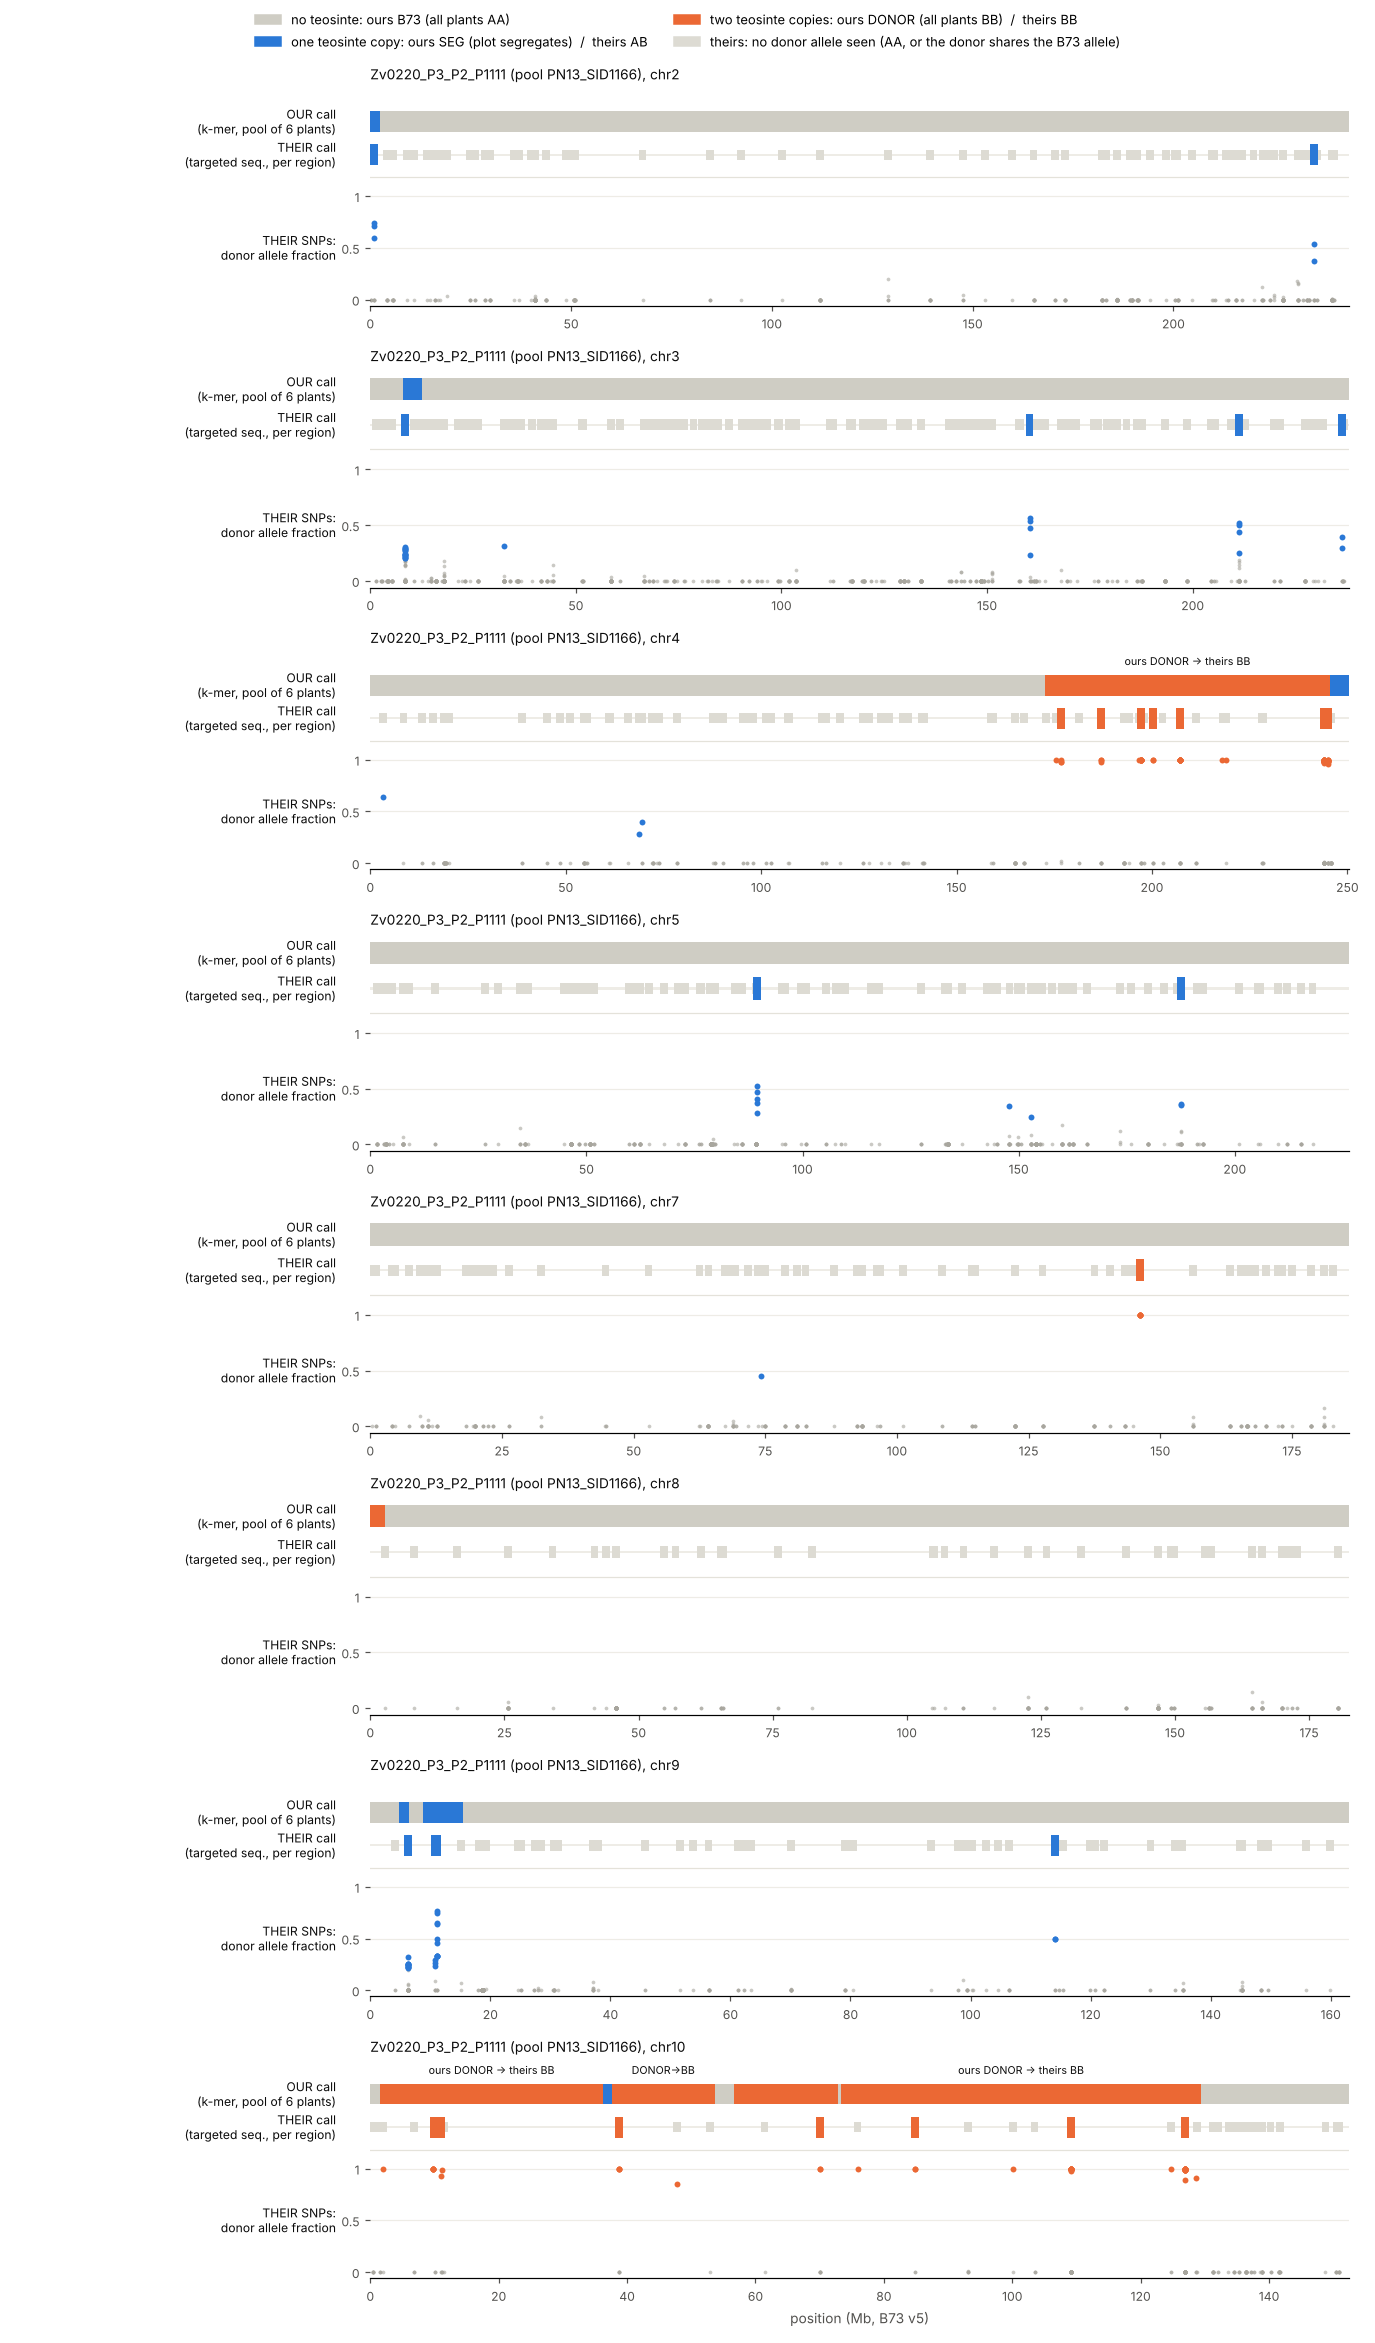 no teosinte: ours B73 (all plants AA)
two teosinte copies: ours DONOR (all plants BB)  /  theirs BB
one teosinte copy: ours SEG (plot segregates)  /  theirs AB
theirs: no donor allele seen (AA, or the donor shares the B73 allele)
Zv0220_P3_P2_P1111 (pool PN13_SID1166), chr2
OUR call
(k-mer, pool of 6 plants)
THEIR call
(targeted seq., per region)
1
THEIR SNPs:
donor allele fraction
0.5
0
0 50 100 150 200
Zv0220_P3_P2_P1111 (pool PN13_SID1166), chr3
OUR call
(k-mer, pool of 6 plants)
THEIR call
(targeted seq., per region)
1
THEIR SNPs:
donor allele fraction
0.5
0
0 50 100 150 200
Zv0220_P3_P2_P1111 (pool PN13_SID1166), chr4
ours DONOR → theirs BB
OUR call
(k-mer, pool of 6 plants)
THEIR call
(targeted seq., per region)
1
THEIR SNPs:
donor allele fraction
0.5
0
0 50 100 150 200 250
Zv0220_P3_P2_P1111 (pool PN13_SID1166), chr5
OUR call
(k-mer, pool of 6 plants)
THEIR call
(targeted seq., per region)
1
THEIR SNPs:
donor allele fraction
0.5
0
0 50 100 150 200
Zv0220_P3_P2_P1111 (pool PN13_SID1166), chr7
OUR call
(k-mer, pool of 6 plants)
THEIR call
(targeted seq., per region)
1
THEIR SNPs:
donor allele fraction
0.5
0
0 25 50 75 100 125 150 175
Zv0220_P3_P2_P1111 (pool PN13_SID1166), chr8
OUR call
(k-mer, pool of 6 plants)
THEIR call
(targeted seq., per region)
1
THEIR SNPs:
donor allele fraction
0.5
0
0 25 50 75 100 125 150 175
Zv0220_P3_P2_P1111 (pool PN13_SID1166), chr9
OUR call
(k-mer, pool of 6 plants)
THEIR call
(targeted seq., per region)
1
THEIR SNPs:
donor allele fraction
0.5
0
0 20 40 60 80 100 120 140 160
Zv0220_P3_P2_P1111 (pool PN13_SID1166), chr10
ours DONOR → theirs BB DONOR→BB ours DONOR → theirs BB
OUR call
(k-mer, pool of 6 plants)
THEIR call
(targeted seq., per region)
1
THEIR SNPs:
donor allele fraction
0.5
0
0 20 40 60 80 100 120 140
position (Mb, B73 v5)